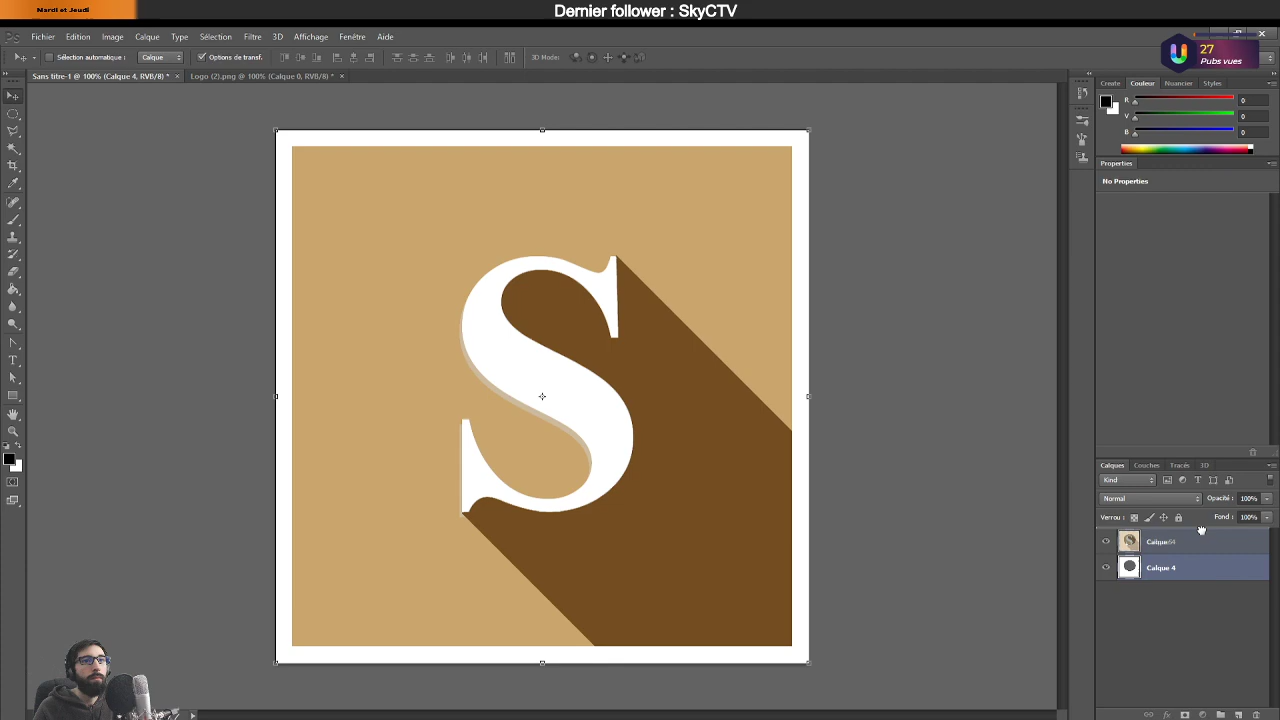 Mardi et Jeudi
Dernier follower : SkyCTV
Ps
Fichier Edition Image Calque Type Sélection Filtre 3D Affichage Fenêtre Aide
27
Pubs vues
Sélection automatique : Calque Options de transf. 3D Modes:
Sans titre-1 @ 100% (Calque 4, RVB/8) * × Logo (2).png @ 100% (Calque 0, RVB/8) * ×
Create Couleur Nuancier Styles
R 0
V 0
B 0
Properties
No Properties
S
Calques Couches Tracés 3D
Kind
Normal Opacité : 100%
Verrou : Fond : 100%
Calque 4